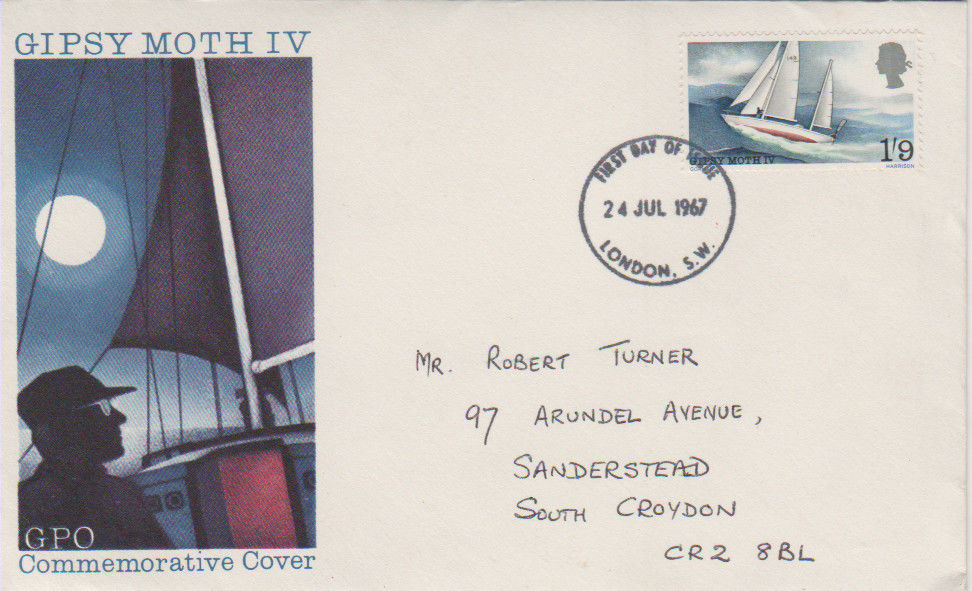 GIPSY MOTH IV
GPO
Commemorative Cover
GIPSY MOTH IV
1'9
HARRISON
FIRST DAY OF ISSUE
24 JUL 1967
LONDON, S.W.
MR. ROBERT TURNER
97 ARUNDEL AVENUE,
SANDERSTEAD
SOUTH CROYDON
CR2 8BL